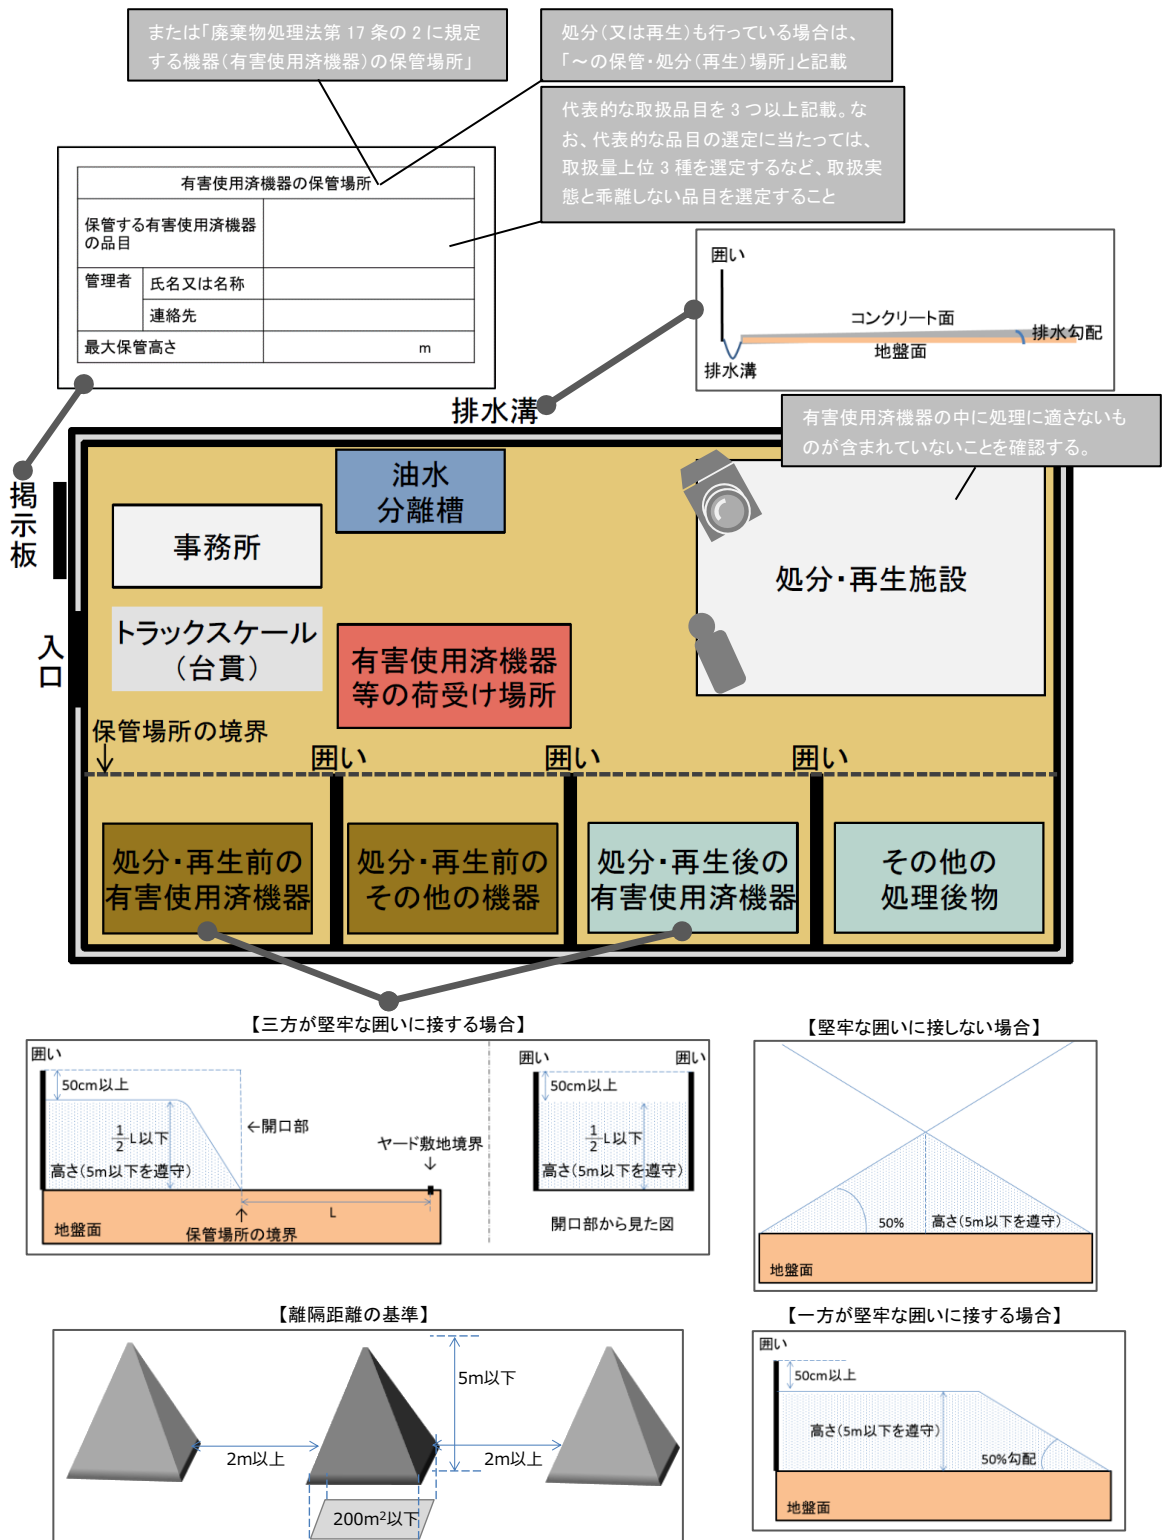 または「廃棄物処理法第 17 条の 2 に規定
する機器（有害使用済機器）の保管場所」
処分（又は再生）も行っている場合は、
「～の保管・処分（再生）場所」と記載
代表的な取扱品目を 3 つ以上記載。な
お、代表的な品目の選定に当たっては、
取扱量上位 3 種を選定するなど、取扱実
態と乖離しない品目を選定すること
有害使用済機器の保管場所
保管する有害使用済機器
の品目
管理者
氏名又は名称
連絡先
最大保管高さ
m
囲い
コンクリート面
排水勾配
地盤面
排水溝
排水溝
有害使用済機器の中に処理に適さないも
のが含まれていないことを確認する。
掲示板
油水
分離槽
事務所
処分・再生施設
入口
トラックスケール
（台貫）
有害使用済機器
等の荷受け場所
保管場所の境界
囲い
囲い
囲い
処分・再生前の
有害使用済機器
処分・再生前の
その他の機器
処分・再生後の
有害使用済機器
その他の
処理後物
【三方が堅牢な囲いに接する場合】
囲い
50cm以上
1/2 L以下
←開口部
高さ（5m以下を遵守）
ヤード敷地境界
L
地盤面
保管場所の境界
囲い
囲い
50cm以上
1/2 L以下
高さ（5m以下を遵守）
開口部から見た図
【堅牢な囲いに接しない場合】
50%
高さ（5m以下を遵守）
地盤面
【離隔距離の基準】
5m以下
2m以上
2m以上
200m²以下
【一方が堅牢な囲いに接する場合】
囲い
50cm以上
高さ（5m以下を遵守）
50%勾配
地盤面